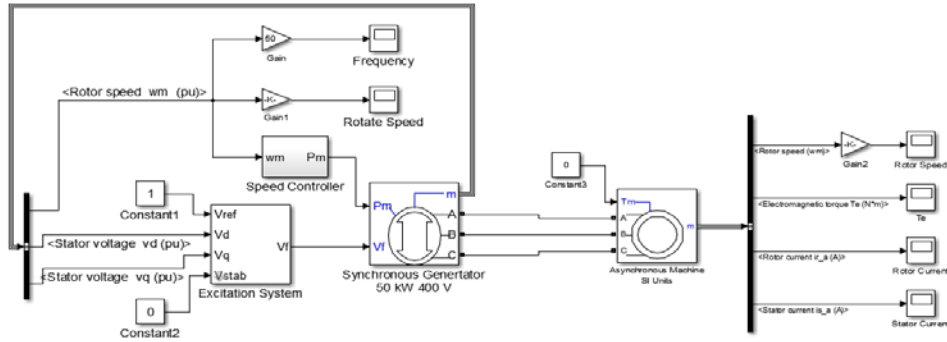 60
Gain
Frequency
<Rotor speed wm (pu)>
-K-
Gain1
Rotate Speed
wm
Pm
Speed Controller
1
Constant1
Vref
Vd
Vq
Vstab
Vf
Excitation System
<Stator voltage vd (pu)>
<Stator voltage vq (pu)>
0
Constant2
Pm
Vf
m
A
B
C
Synchronous Genertator
50 kW 400 V
0
Constant3
Tm
A
B
C
m
Asynchronous Machine
SI Units
<Rotor speed (wm)>
-K-
Gain2
Rotor Speed
<Electromagnetic torque Te (N*m)>
Te
<Rotor current ir_a (A)>
Rotor Current
<Stator current is_a (A)>
Stator Current